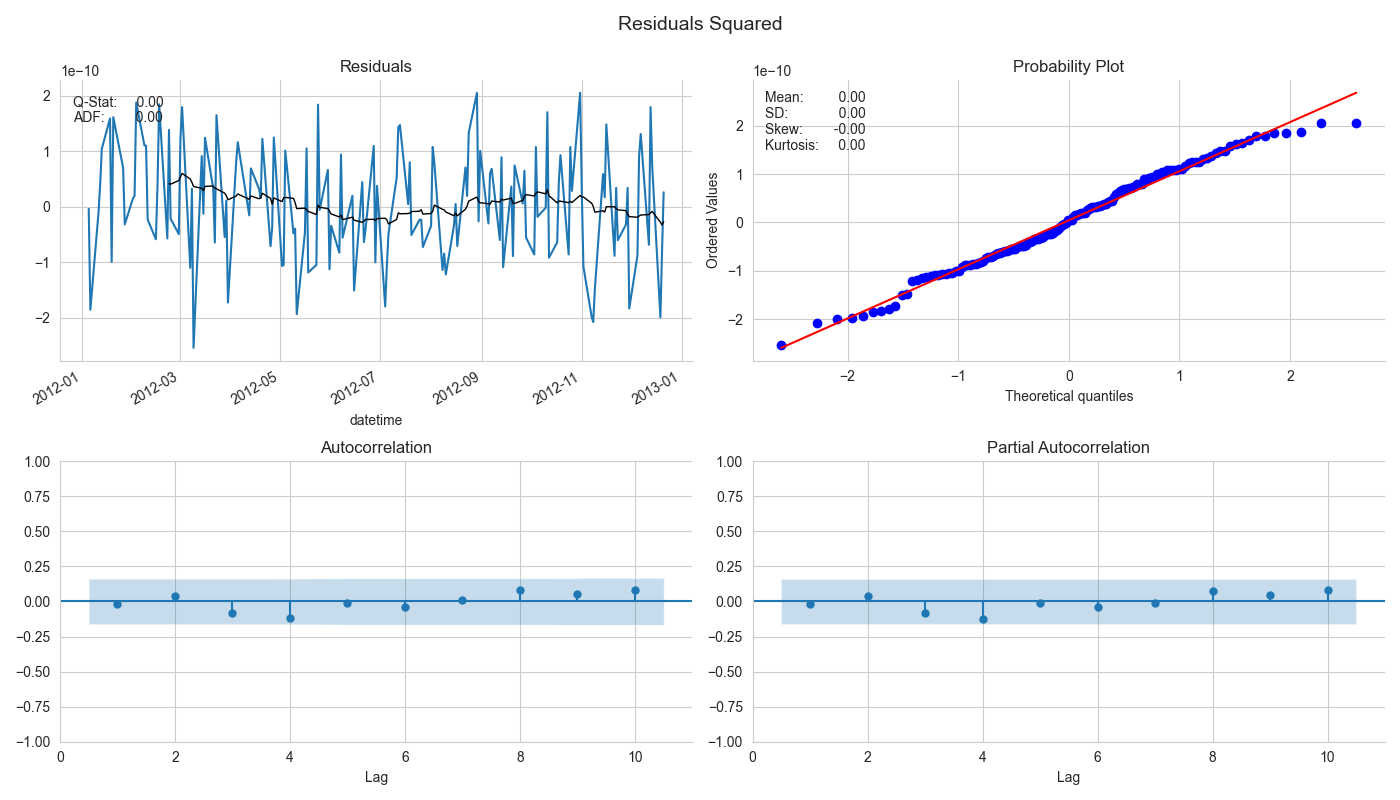 Residuals Squared
1e−10
Residuals
Q-Stat: 0.00
ADF: 0.00
2
1
0
−1
−2
2012-01
2012-03
2012-05
2012-07
2012-09
2012-11
2013-01
datetime
1e−10
Probability Plot
Mean: 0.00
SD: 0.00
Skew: -0.00
Kurtosis: 0.00
Ordered Values
2
1
0
−1
−2
−2 −1 0 1 2
Theoretical quantiles
Autocorrelation
1.00
0.75
0.50
0.25
0.00
−0.25
−0.50
−0.75
−1.00
0 2 4 6 8 10
Lag
Partial Autocorrelation
1.00
0.75
0.50
0.25
0.00
−0.25
−0.50
−0.75
−1.00
0 2 4 6 8 10
Lag